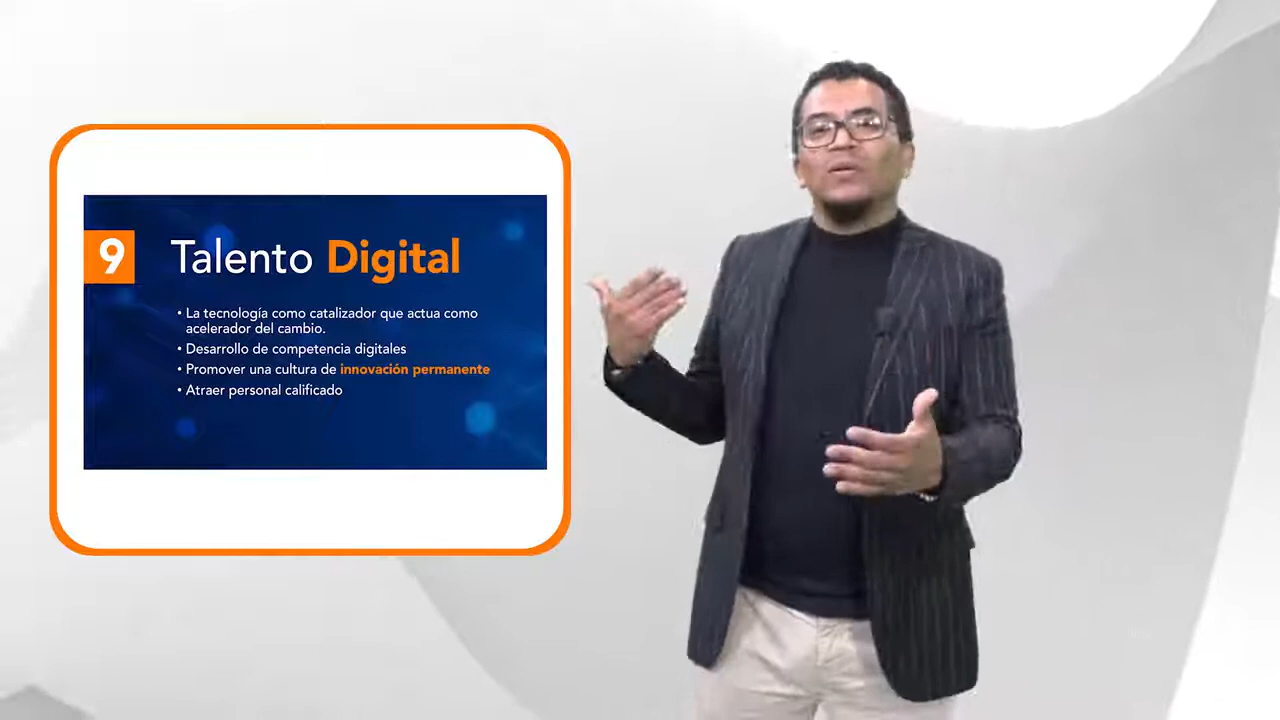 9
Talento Digital
• La tecnología como catalizador que actua como
acelerador del cambio.
• Desarrollo de competencia digitales
• Promover una cultura de innovación permanente
• Atraer personal calificado